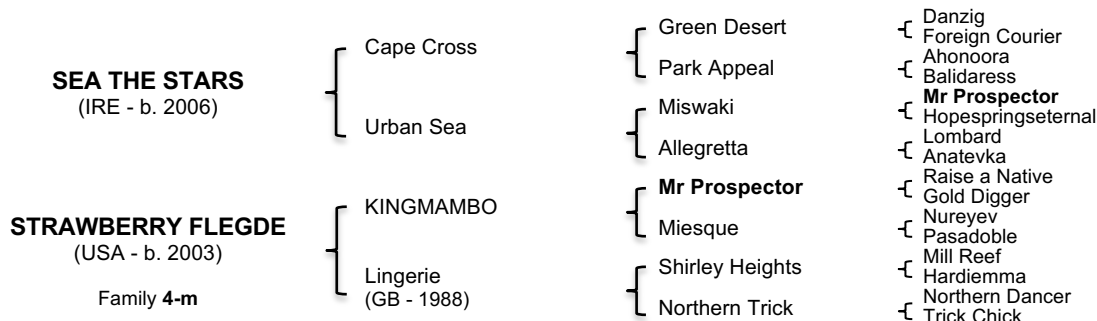 SEA THE STARS
(IRE - b. 2006)
STRAWBERRY FLEGDE
(USA - b. 2003)
Family 4-m
Cape Cross
Urban Sea
KINGMAMBO
Lingerie
(GB - 1988)
Green Desert
Park Appeal
Miswaki
Allegretta
Mr Prospector
Miesque
Shirley Heights
Northern Trick
Danzig
Foreign Courier
Ahonoora
Balidaress
Mr Prospector
Hopespringseternal
Lombard
Anatevka
Raise a Native
Gold Digger
Nureyev
Pasadoble
Mill Reef
Hardiemma
Northern Dancer
Trick Chick